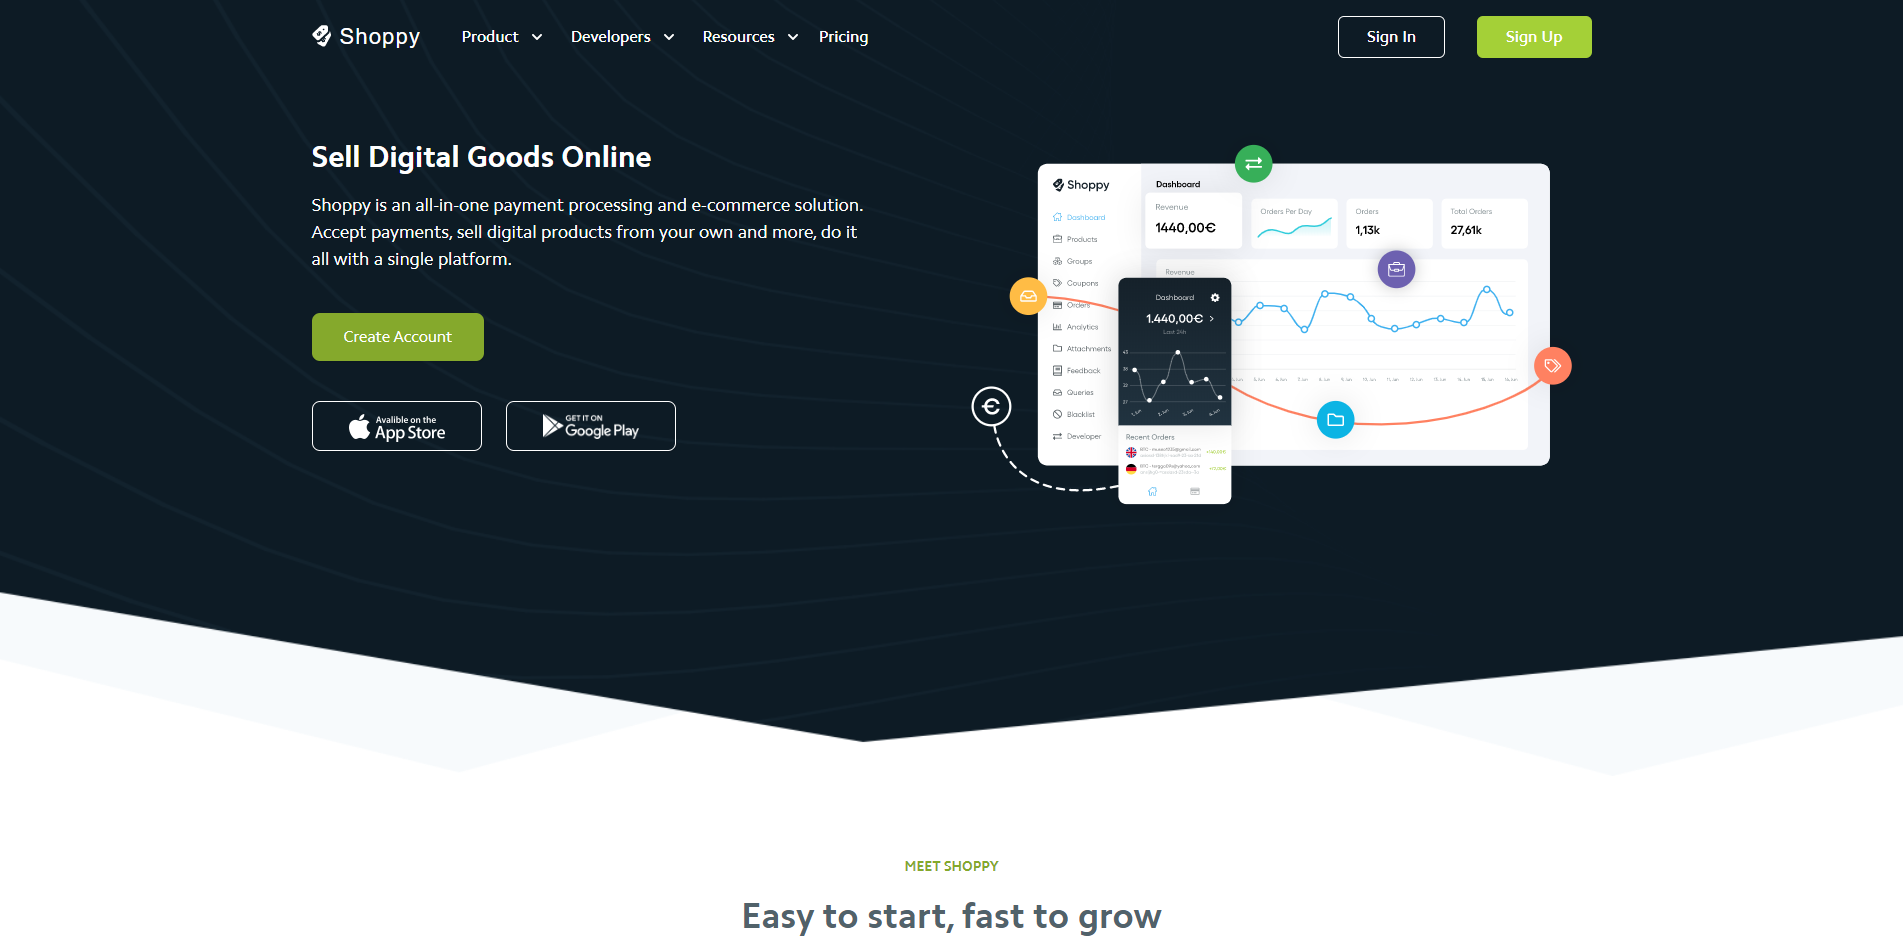 Shoppy
Product
Developers
Resources
Pricing
Sign In
Sign Up
Sell Digital Goods Online
Shoppy is an all-in-one payment processing and e-commerce solution.
Accept payments, sell digital products from your own and more, do it
all with a single platform.
Create Account
Avalible on the
App Store
GET IT ON
Google Play
Shoppy
Dashboard
Products
Groups
Coupons
Orders
Analytics
Attachments
Feedback
Queries
Blacklist
Developer
Dashboard
Revenue
1440,00€
Orders Per Day
Orders
1,13k
Total Orders
27,61k
Revenue
Dashboard
1.440,00€ >
Last 24h
Recent Orders
€
MEET SHOPPY
Easy to start, fast to grow